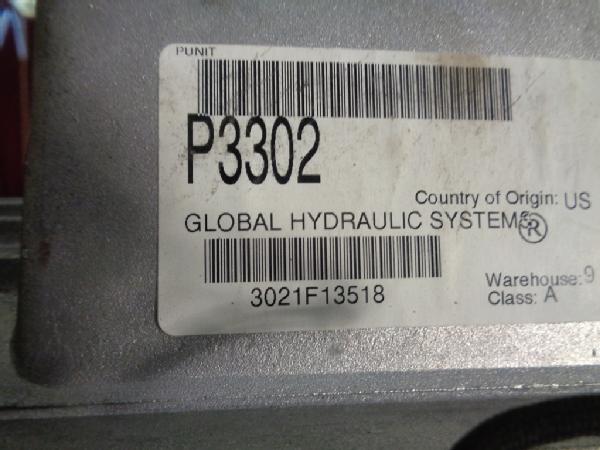 PUNIT
P3302
Country of Origin: US
GLOBAL HYDRAULIC SYSTEMS®
3021F13518
Warehouse: 9
Class: A